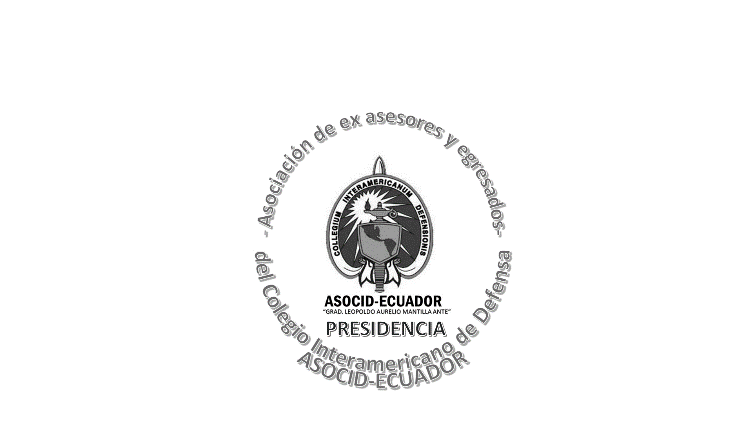 -Asociación de ex asesores y egresados-
COLLEGIUM INTERAMERICANUM DEFENSIONIS
ASOCID-ECUADOR
"GRAD. LEOPOLDO AURELIO MANTILLA ANTE"
PRESIDENCIA
del Colegio Interamericano de Defensa
ASOCID-ECUADOR